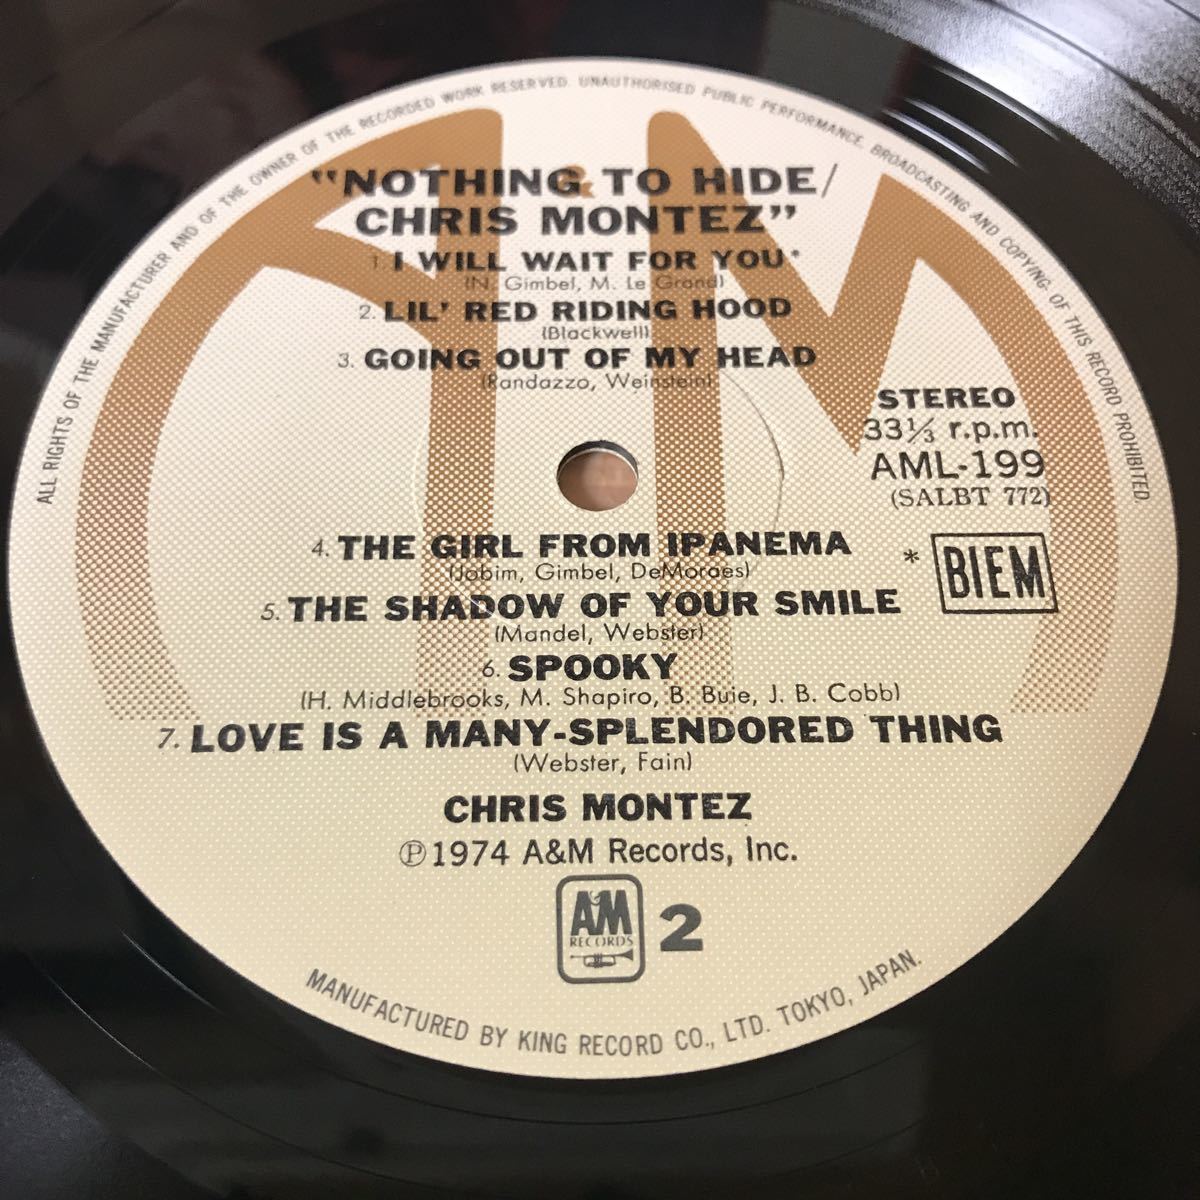 ALL RIGHTS OF THE MANUFACTURER AND OF THE OWNER OF THE RECORDED WORK RESERVED. UNAUTHORISED PUBLIC PERFORMANCE, BROADCASTING AND COPYING OF THIS RECORD PROHIBITED
&
"NOTHING TO HIDE/
CHRIS MONTEZ"
1. I WILL WAIT FOR YOU*
(N. Gimbel, M. Le Grand)
2. LIL' RED RIDING HOOD
(Blackwell)
3. GOING OUT OF MY HEAD
(Randazzo, Weinstein)
STEREO
33⅓ r.p.m.
AML-199
(SALBT 772)
4. THE GIRL FROM IPANEMA
(Jobim, Gimbel, DeMoraes)
* BIEM
5. THE SHADOW OF YOUR SMILE
(Mandel, Webster)
6. SPOOKY
(H. Middlebrooks, M. Shapiro, B. Buie, J. B. Cobb)
7. LOVE IS A MANY-SPLENDORED THING
(Webster, Fain)
CHRIS MONTEZ
℗1974 A&M Records, Inc.
A&M
RECORDS
2
MANUFACTURED BY KING RECORD CO., LTD. TOKYO, JAPAN.